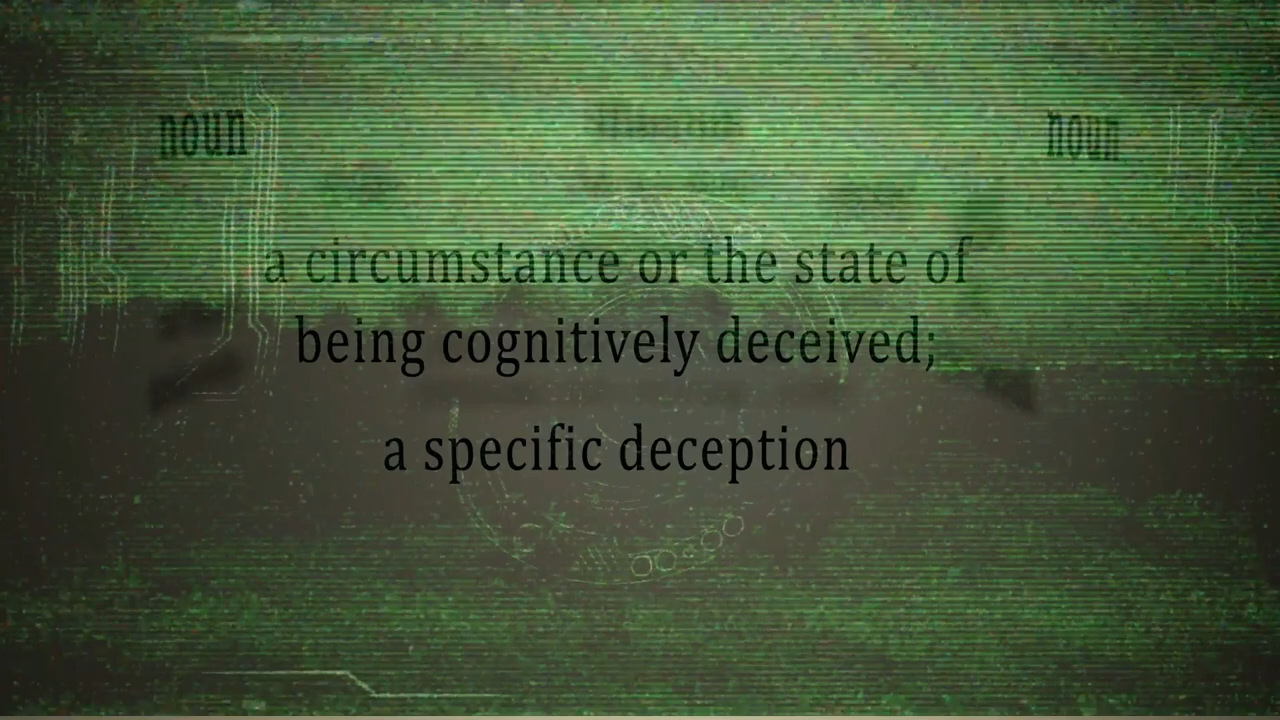 noun noun
a circumstance or the state of
being cognitively deceived;
a specific deception